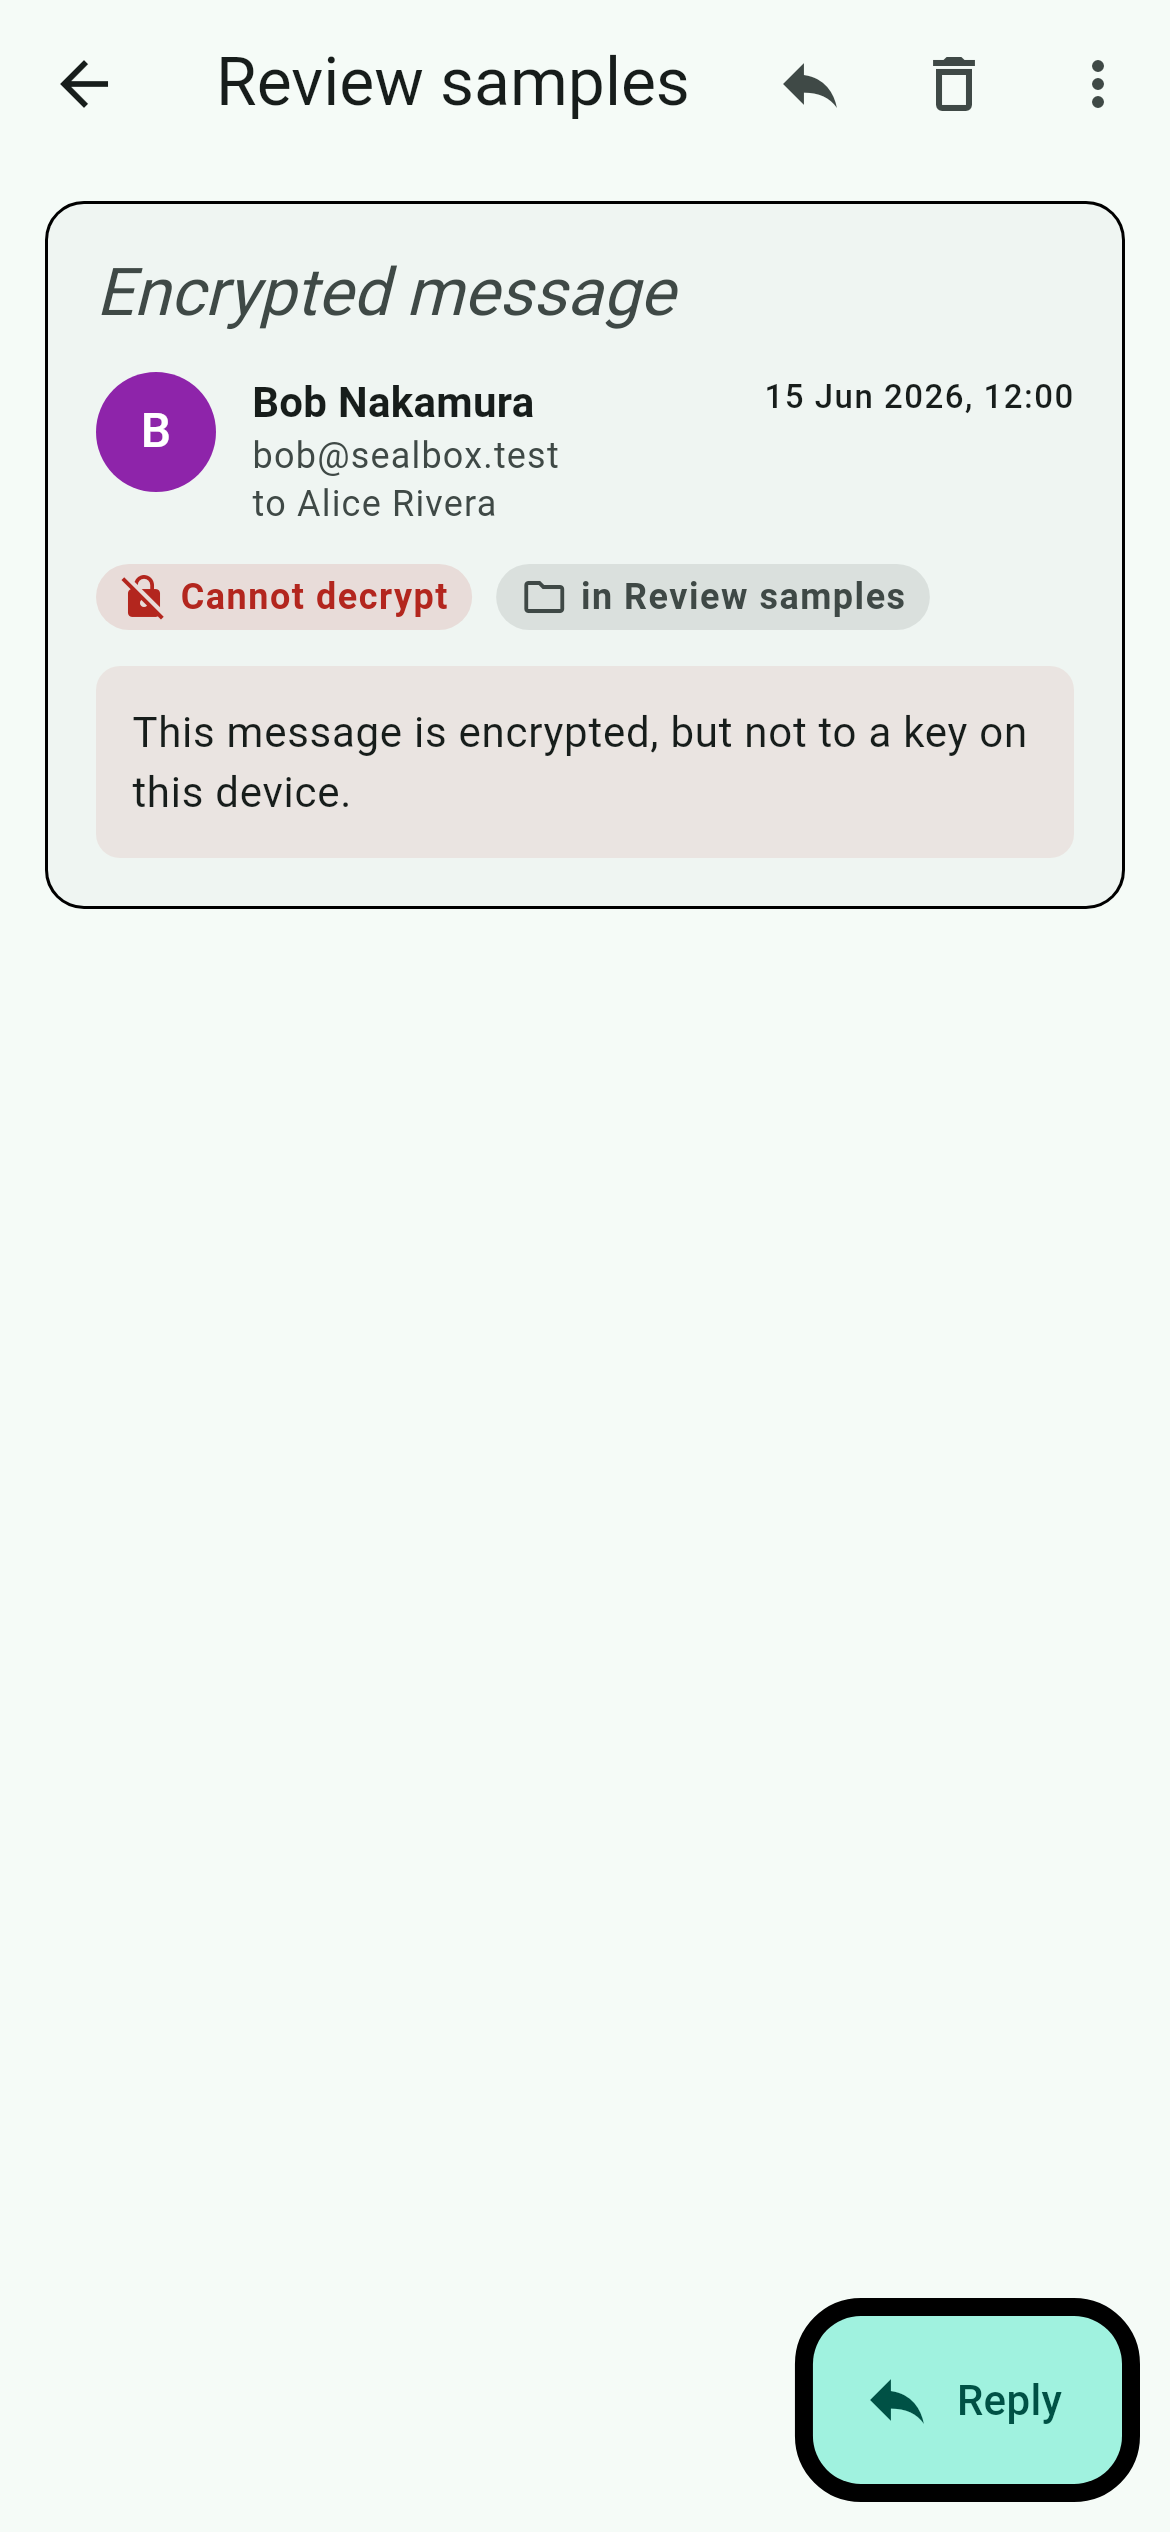 Review samples
Encrypted message
B
Bob Nakamura
15 Jun 2026, 12:00
bob@sealbox.test
to Alice Rivera
Cannot decrypt
in Review samples
This message is encrypted, but not to a key on
this device.
Reply